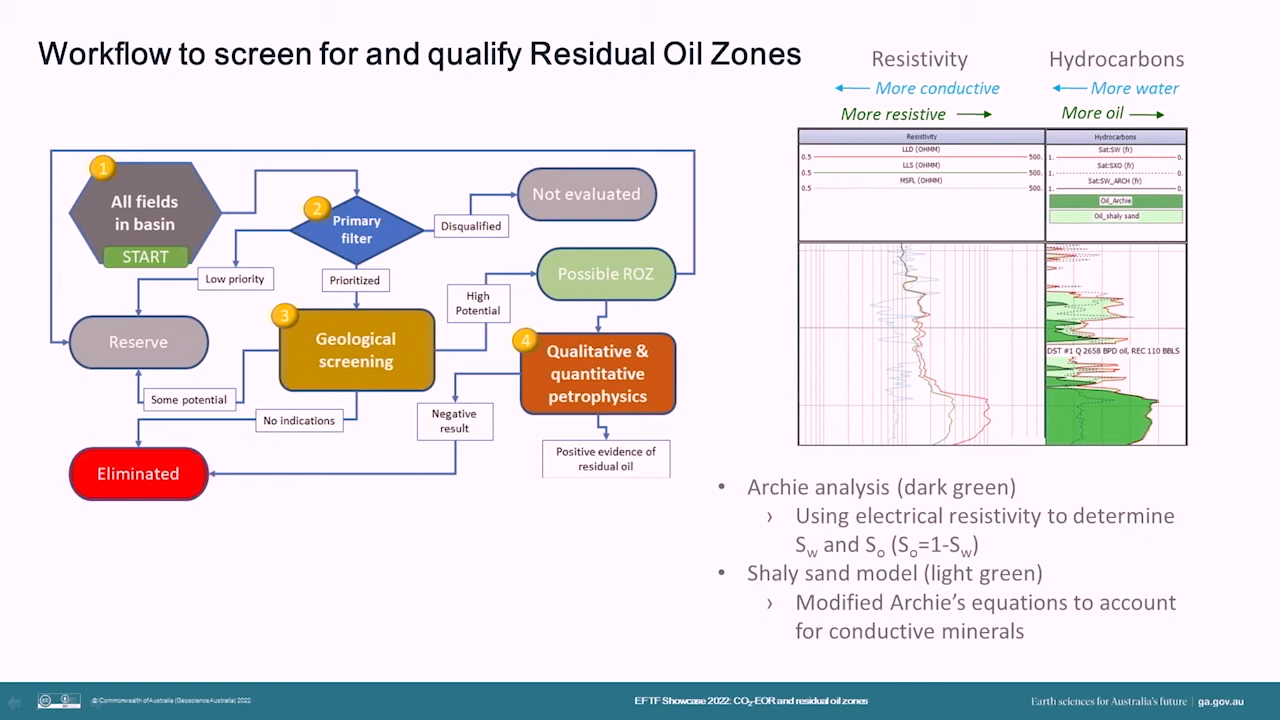 Workflow to screen for and qualify Residual Oil Zones
Resistivity
Hydrocarbons
More conductive
More water
More resistive
More oil
1
All fields
in basin
START
2
Primary
filter
Disqualified
Not evaluated
Low priority
Prioritized
Possible ROZ
High
Potential
Reserve
3
Geological
screening
4
Qualitative &
quantitative
petrophysics
Some potential
No indications
Negative
result
Positive evidence of
residual oil
Eliminated
Resistivity
Hydrocarbons
LLD (OHMM)
0.5 500.
LLS (OHMM)
0.5 500.
MSFL (OHMM)
0.5 500.
Sat:SW (fr)
1. 0.
Sat:SXO (fr)
1. 0.
Sat:SW_ARCH (fr)
1. 0.
Oil_Archie
Oil_shaly sand
DST #1 Q 2658 BPD oil, REC 110 BBLS
• Archie analysis (dark green)
› Using electrical resistivity to determine
Sw and So (So=1-Sw)
• Shaly sand model (light green)
› Modified Archie's equations to account
for conductive minerals
© Commonwealth of Australia (Geoscience Australia) 2022
EFTF Showcase 2022: CO2-EOR and residual oil zones
Earth sciences for Australia's future | ga.gov.au